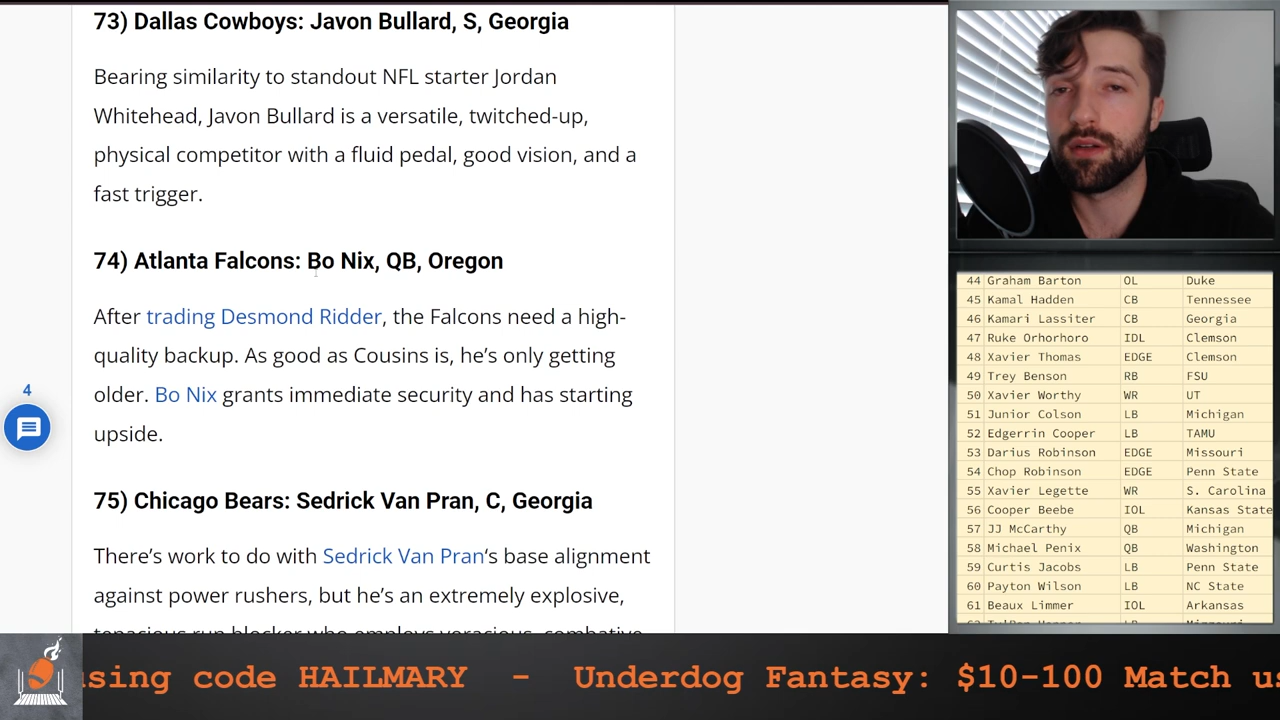 73) Dallas Cowboys: Javon Bullard, S, Georgia
Bearing similarity to standout NFL starter Jordan
Whitehead, Javon Bullard is a versatile, twitched-up,
physical competitor with a fluid pedal, good vision, and a
fast trigger.
74) Atlanta Falcons: Bo Nix, QB, Oregon
After trading Desmond Ridder, the Falcons need a high-
quality backup. As good as Cousins is, he's only getting
older. Bo Nix grants immediate security and has starting
upside.
75) Chicago Bears: Sedrick Van Pran, C, Georgia
There's work to do with Sedrick Van Pran‘s base alignment
against power rushers, but he's an extremely explosive,
tenacious run blocker who employs voracious, combative
4
44 Graham Barton OL Duke
45 Kamal Hadden CB Tennessee
46 Kamari Lassiter CB Georgia
47 Ruke Orhorhoro IDL Clemson
48 Xavier Thomas EDGE Clemson
49 Trey Benson RB FSU
50 Xavier Worthy WR UT
51 Junior Colson LB Michigan
52 Edgerrin Cooper LB TAMU
53 Darius Robinson EDGE Missouri
54 Chop Robinson EDGE Penn State
55 Xavier Legette WR S. Carolina
56 Cooper Beebe IOL Kansas State
57 JJ McCarthy QB Michigan
58 Michael Penix QB Washington
59 Curtis Jacobs LB Penn State
60 Payton Wilson LB NC State
61 Beaux Limmer IOL Arkansas
using code HAILMARY - Underdog Fantasy: $10-100 Match us